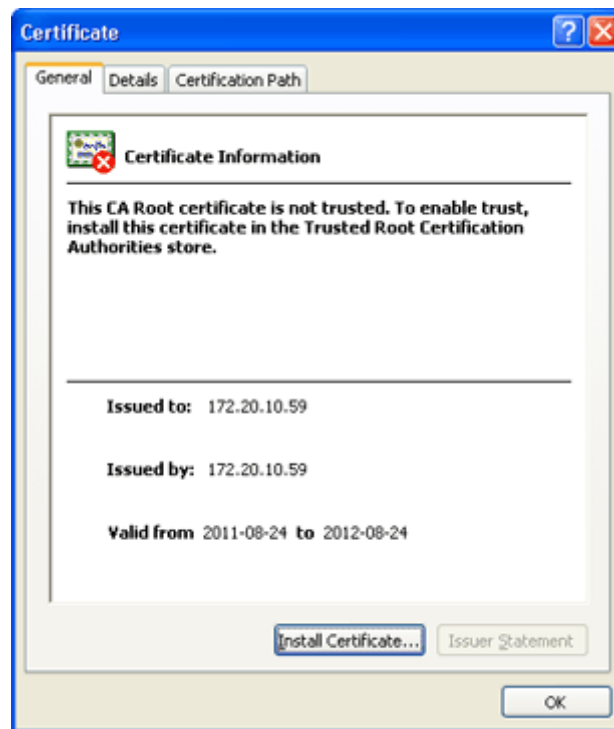 Certificate
General Details Certification Path
Certificate Information
This CA Root certificate is not trusted. To enable trust,
install this certificate in the Trusted Root Certification
Authorities store.
Issued to: 172.20.10.59
Issued by: 172.20.10.59
Valid from 2011-08-24 to 2012-08-24
Install Certificate... Issuer Statement
OK